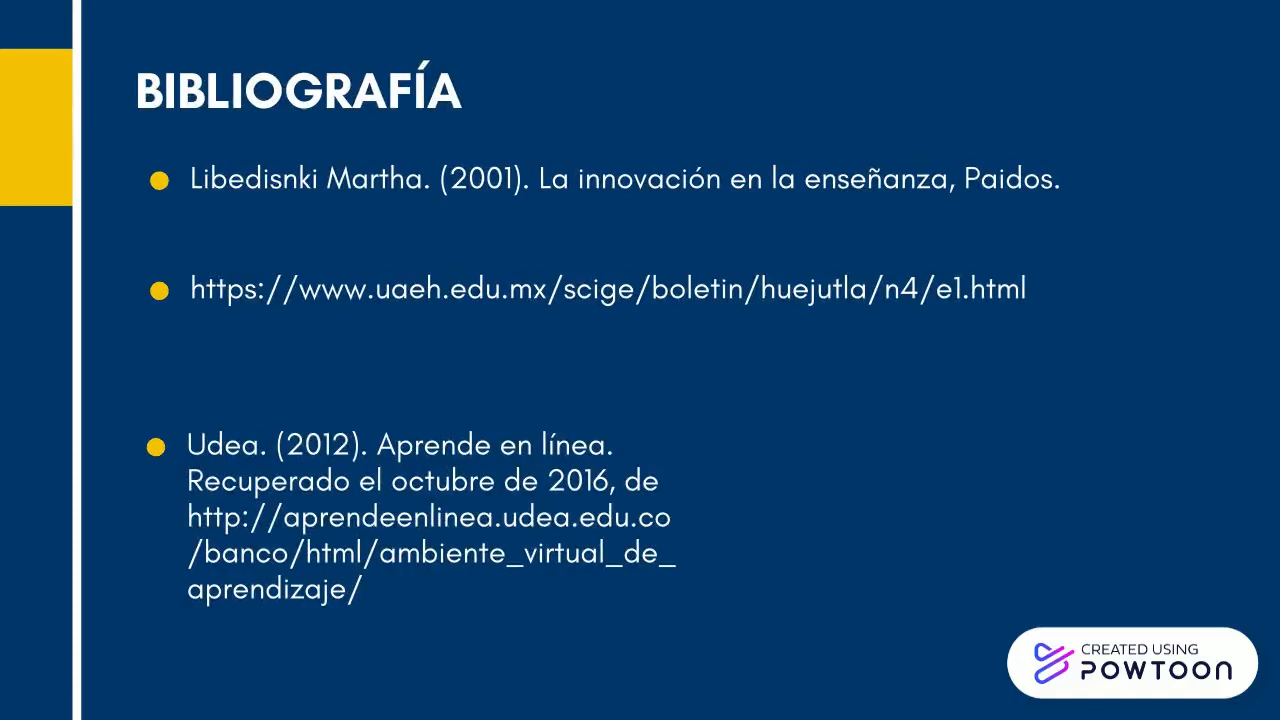 BIBLIOGRAFÍA
Libedisnki Martha. (2001). La innovación en la enseñanza, Paidos.
https://www.uaeh.edu.mx/scige/boletin/huejutla/n4/e1.html
Udea. (2012). Aprende en línea.
Recuperado el octubre de 2016, de
http://aprendeenlinea.udea.edu.co
/banco/html/ambiente_virtual_de_
aprendizaje/
CREATED USING
POWTOON